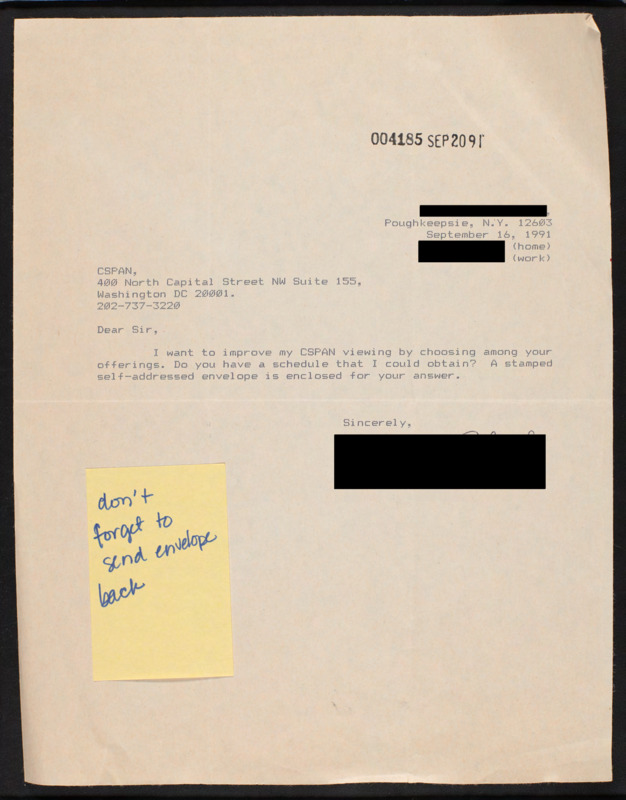 004185 SEP 20 91
Poughkeepsie, N.Y. 12603
September 16, 1991
(home)
(work)
CSPAN,
400 North Capital Street NW Suite 155,
Washington DC 20001.
202-737-3220
Dear Sir,
I want to improve my CSPAN viewing by choosing among your
offerings. Do you have a schedule that I could obtain? A stamped
self-addressed envelope is enclosed for your answer.
Sincerely,
don't
forget to
send envelope
back